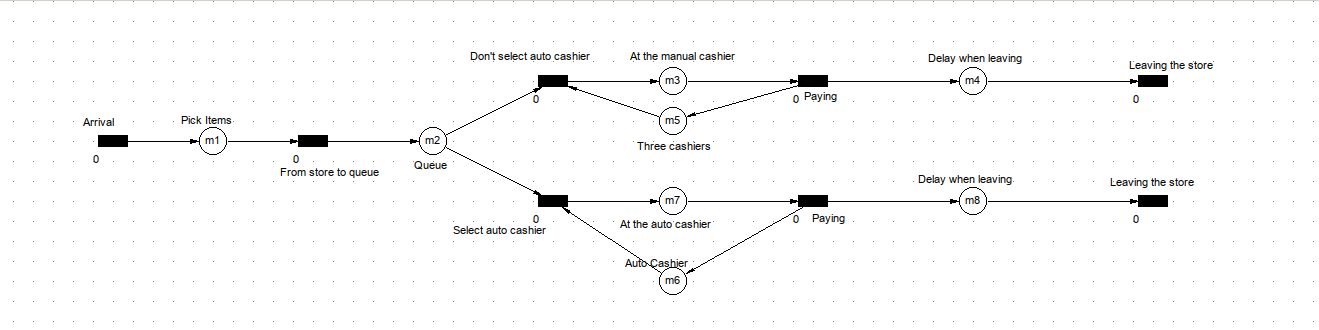 Don't select auto cashier
At the manual cashier
Delay when leaving
Leaving the store
m3
m4
0
0
Paying
0
Arrival
Pick Items
m5
m1
m2
Three cashiers
0
0
From store to queue
Queue
Delay when leaving
Leaving the store
m7
m8
0
At the auto cashier
0
Paying
0
Select auto cashier
Auto Cashier
m6